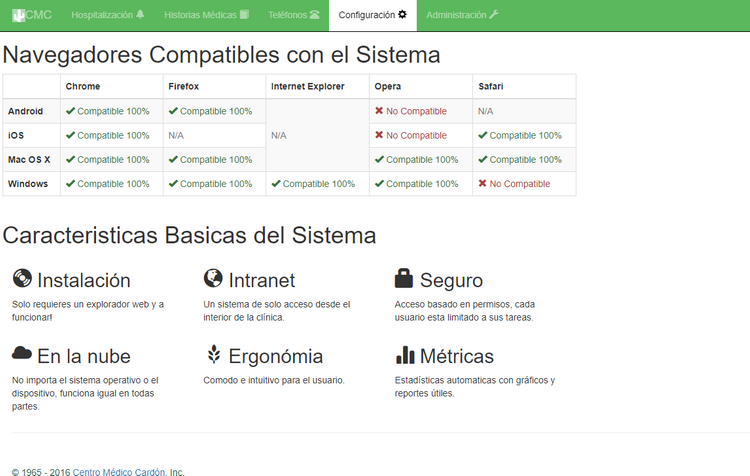 CMC Hospitalización Historias Médicas Teléfonos Configuración Administración
Navegadores Compatibles con el Sistema
Chrome Firefox Internet Explorer Opera Safari
Android Compatible 100% Compatible 100% No Compatible N/A
iOS Compatible 100% N/A N/A No Compatible Compatible 100%
Mac OS X Compatible 100% Compatible 100% Compatible 100% Compatible 100%
Windows Compatible 100% Compatible 100% Compatible 100% Compatible 100% No Compatible
Caracteristicas Basicas del Sistema
Instalación
Solo requieres un explorador web y a
funcionar!
Intranet
Un sistema de solo acceso desde el
interior de la clínica.
Seguro
Acceso basado en permisos, cada
usuario esta limitado a sus tareas.
En la nube
No importa el sistema operativo o el
dispositivo, funciona igual en todas
partes.
Ergonómia
Comodo e intuitivo para el usuario.
Métricas
Estadísticas automaticas con gráficos y
reportes útiles.
© 1965 - 2016 Centro Médico Cardón, Inc.